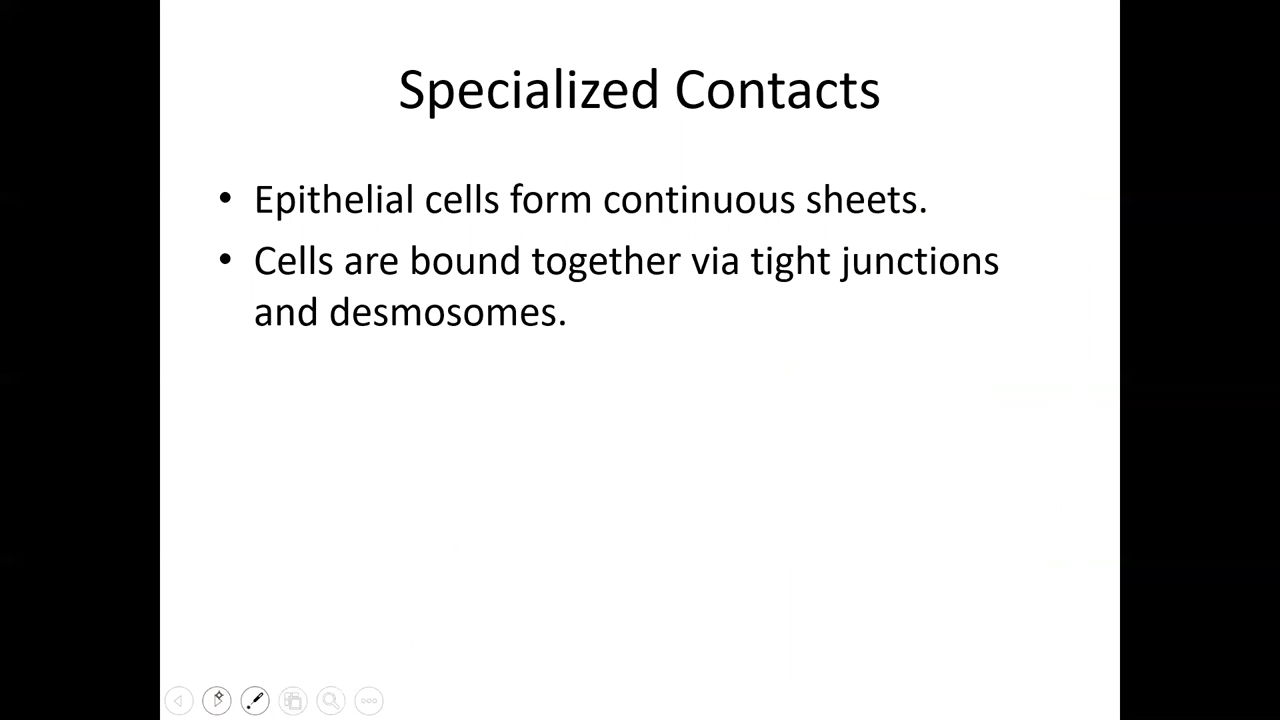 Specialized Contacts
• Epithelial cells form continuous sheets.
• Cells are bound together via tight junctions
and desmosomes.